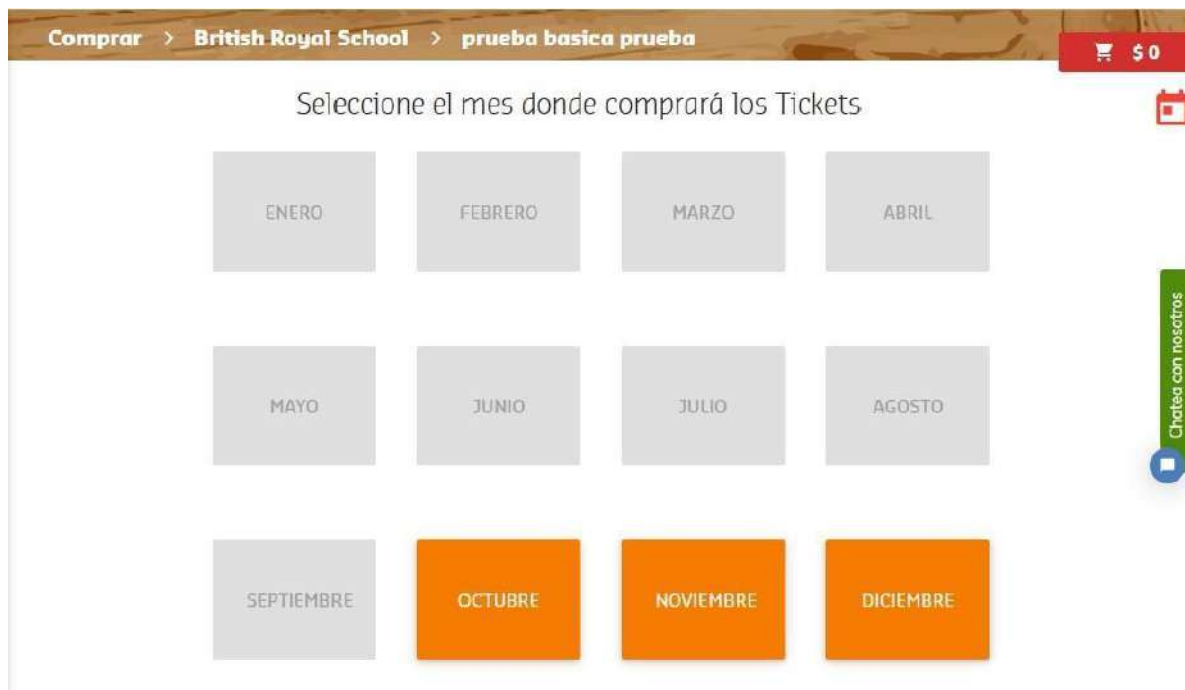 Comprar > British Royal School > prueba basica prueba
$ 0
Seleccione el mes donde comprará los Tickets
ENERO FEBRERO MARZO ABRIL
Chatea con nosotros
MAYO JUNIO JULIO AGOSTO
SEPTIEMBRE OCTUBRE NOVIEMBRE DICIEMBRE